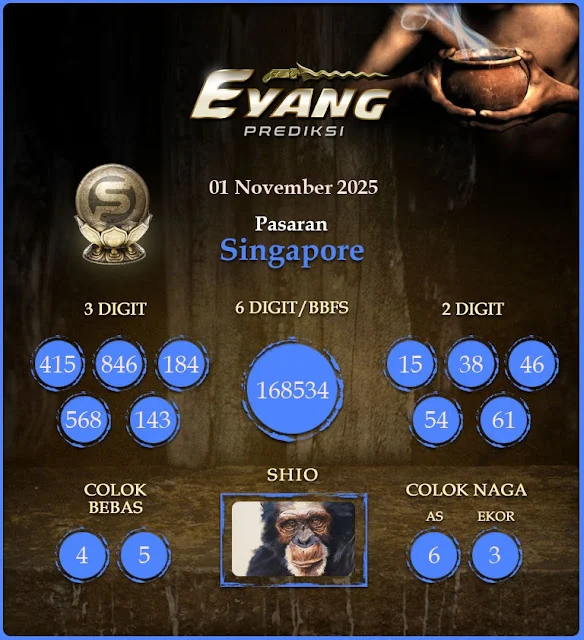 EYANG
PREDIKSI
01 November 2025
Pasaran
Singapore
3 DIGIT
415 846 184
568 143
6 DIGIT/BBFS
168534
2 DIGIT
15 38 46
54 61
COLOK
BEBAS
4 5
SHIO
COLOK NAGA
AS EKOR
6 3